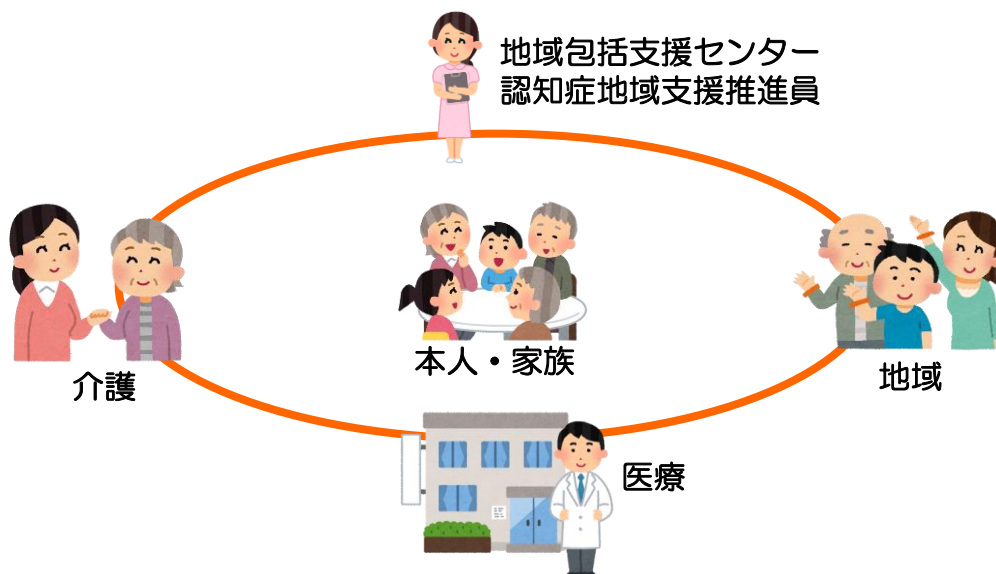 地域包括支援センター
認知症地域支援推進員
本人・家族
介護
地域
医療